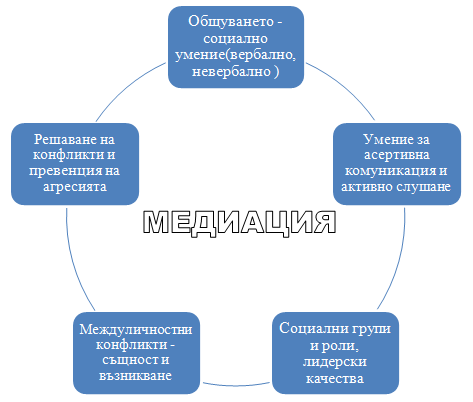 Общуването -
социално
умение(вербално,
невербално )
Умение за
асертивна
комуникация и
активно слушане
Социални групи
и роли,
лидерски
качества
Междуличностни
конфликти -
същност и
възникване
Решаване на
конфликти и
превенция на
агресията
МЕДИАЦИЯ